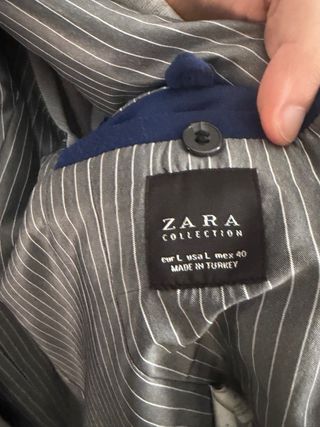 ZARA
COLLECTION
eur L usa L mex 40
MADE IN TURKEY